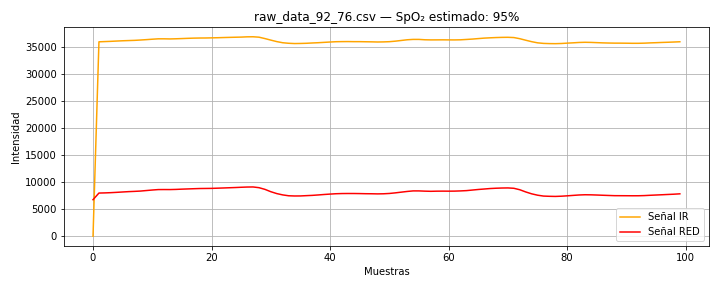 raw_data_92_76.csv — SpO₂ estimado: 95%
35000
30000
25000
20000
15000
10000
5000
0
Intensidad
0 20 40 60 80 100
Muestras
Señal IR
Señal RED